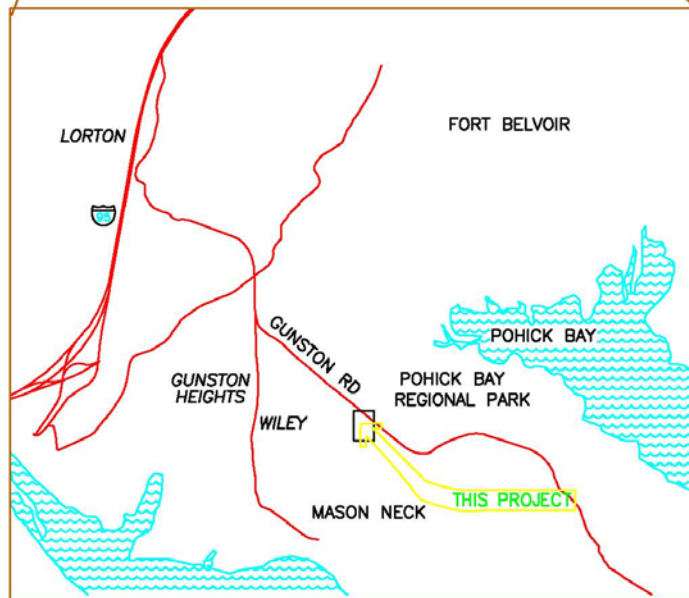 FORT BELVOIR
LORTON
95
POHICK BAY
GUNSTON RD
GUNSTON
HEIGHTS
POHICK BAY
REGIONAL PARK
WILEY
THIS PROJECT
MASON NECK